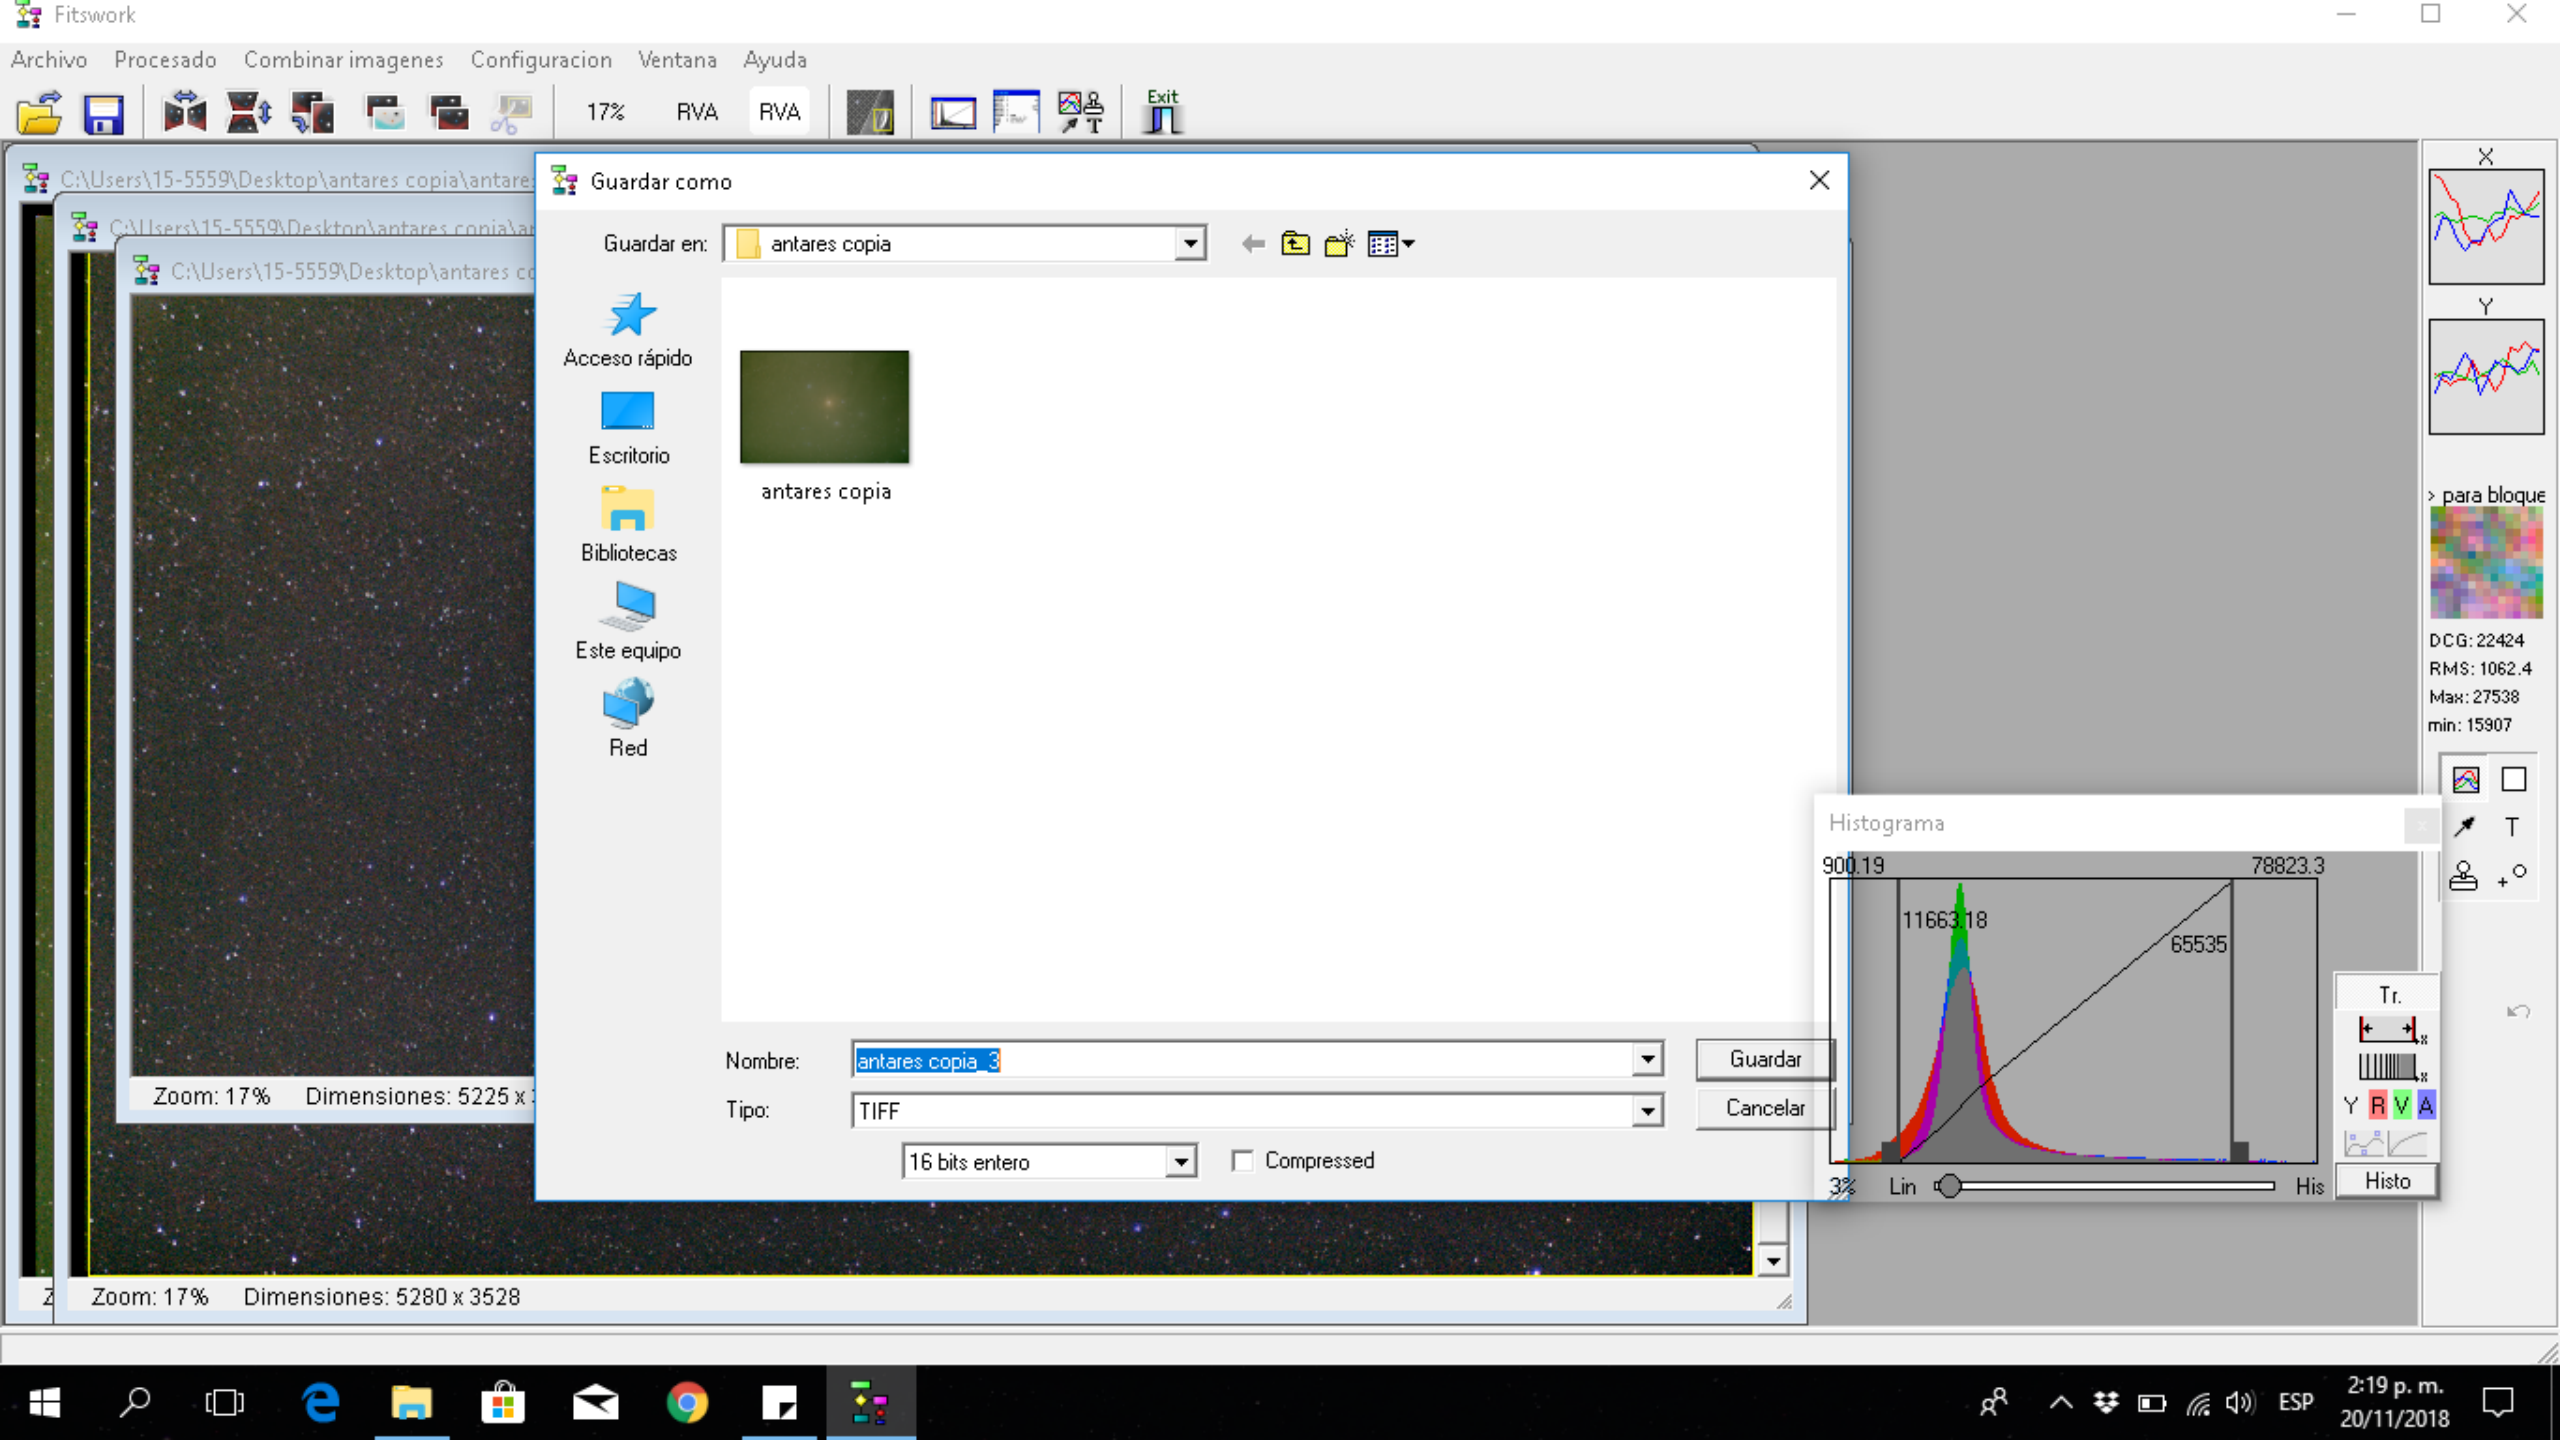 Fitswork
Archivo Procesado Combinar imagenes Configuracion Ventana Ayuda
17% RVA RVA Exit
C:\Users\15-5559\Desktop\antares copia\antare
C:\Users\15-5559\Desktop\antares copia\an
C:\Users\15-5559\Desktop\antares co
Guardar como
Guardar en: antares copia
Acceso rápido
Escritorio
Bibliotecas
Este equipo
Red
antares copia
Nombre: antares copia_3 Guardar
Tipo: TIFF Cancelar
16 bits entero Compressed
Zoom: 17% Dimensiones: 5225 x
Z Zoom: 17% Dimensiones: 5280 x 3528
X
Y
> para bloque
DCG: 22424
RMS: 1062.4
Max: 27538
min: 15907
T
Histograma
900.19 78823.3
11663.18
65535
Tr.
Y R V A
3% Lin His Histo
ESP
2:19 p. m.
20/11/2018